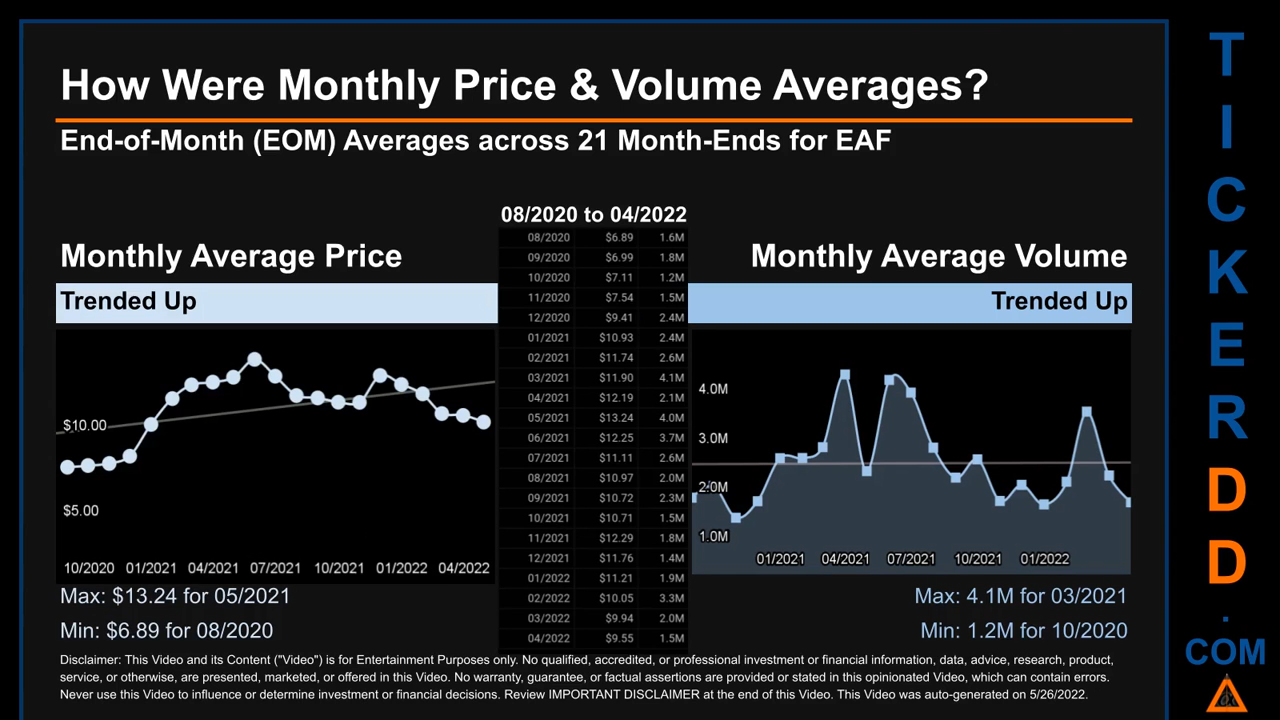 How Were Monthly Price & Volume Averages?
End-of-Month (EOM) Averages across 21 Month-Ends for EAF
08/2020 to 04/2022
Monthly Average Price
Trended Up
$10.00
$5.00
10/2020 01/2021 04/2021 07/2021 10/2021 01/2022 04/2022
Max: $13.24 for 05/2021
Min: $6.89 for 08/2020
08/2020 $6.89 1.6M
09/2020 $6.99 1.8M
10/2020 $7.11 1.2M
11/2020 $7.54 1.5M
12/2020 $9.41 2.4M
01/2021 $10.93 2.4M
02/2021 $11.74 2.6M
03/2021 $11.90 4.1M
04/2021 $12.19 2.1M
05/2021 $13.24 4.0M
06/2021 $12.25 3.7M
07/2021 $11.11 2.6M
08/2021 $10.97 2.0M
09/2021 $10.72 2.3M
10/2021 $10.71 1.5M
11/2021 $12.29 1.8M
12/2021 $11.76 1.4M
01/2022 $11.21 1.9M
02/2022 $10.05 3.3M
03/2022 $9.94 2.0M
04/2022 $9.55 1.5M
Monthly Average Volume
Trended Up
4.0M
3.0M
2.0M
1.0M
01/2021 04/2021 07/2021 10/2021 01/2022
Max: 4.1M for 03/2021
Min: 1.2M for 10/2020
Disclaimer: This Video and its Content ("Video") is for Entertainment Purposes only. No qualified, accredited, or professional investment or financial information, data, advice, research, product,
service, or otherwise, are presented, marketed, or offered in this Video. No warranty, guarantee, or factual assertions are provided or stated in this opinionated Video, which can contain errors.
Never use this Video to influence or determine investment or financial decisions. Review IMPORTANT DISCLAIMER at the end of this Video. This Video was auto-generated on 5/26/2022.
T
I
C
K
E
R
D
D
.
COM